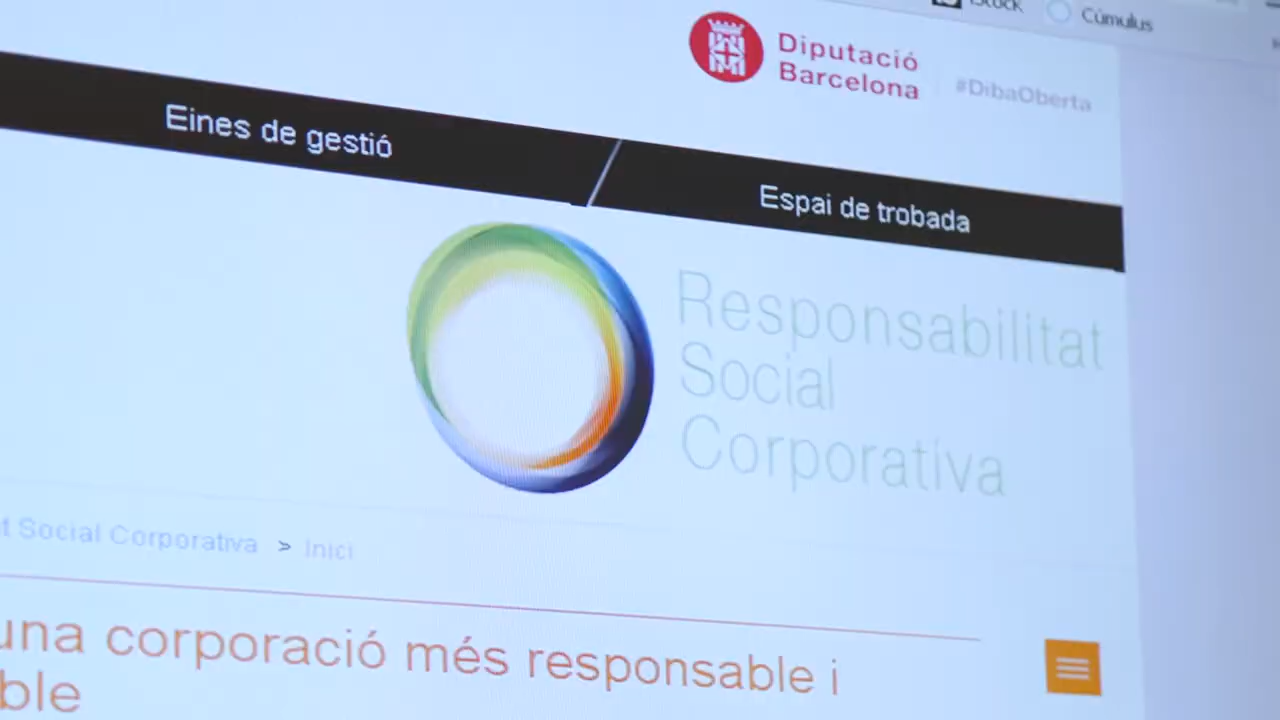 iStock
Cúmulus
Diputació
Barcelona
#DibaOberta
Eines de gestió
Espai de trobada
Responsabilitat
Social
Corporativa
t Social Corporativa > Inici
una corporació més responsable i
ble